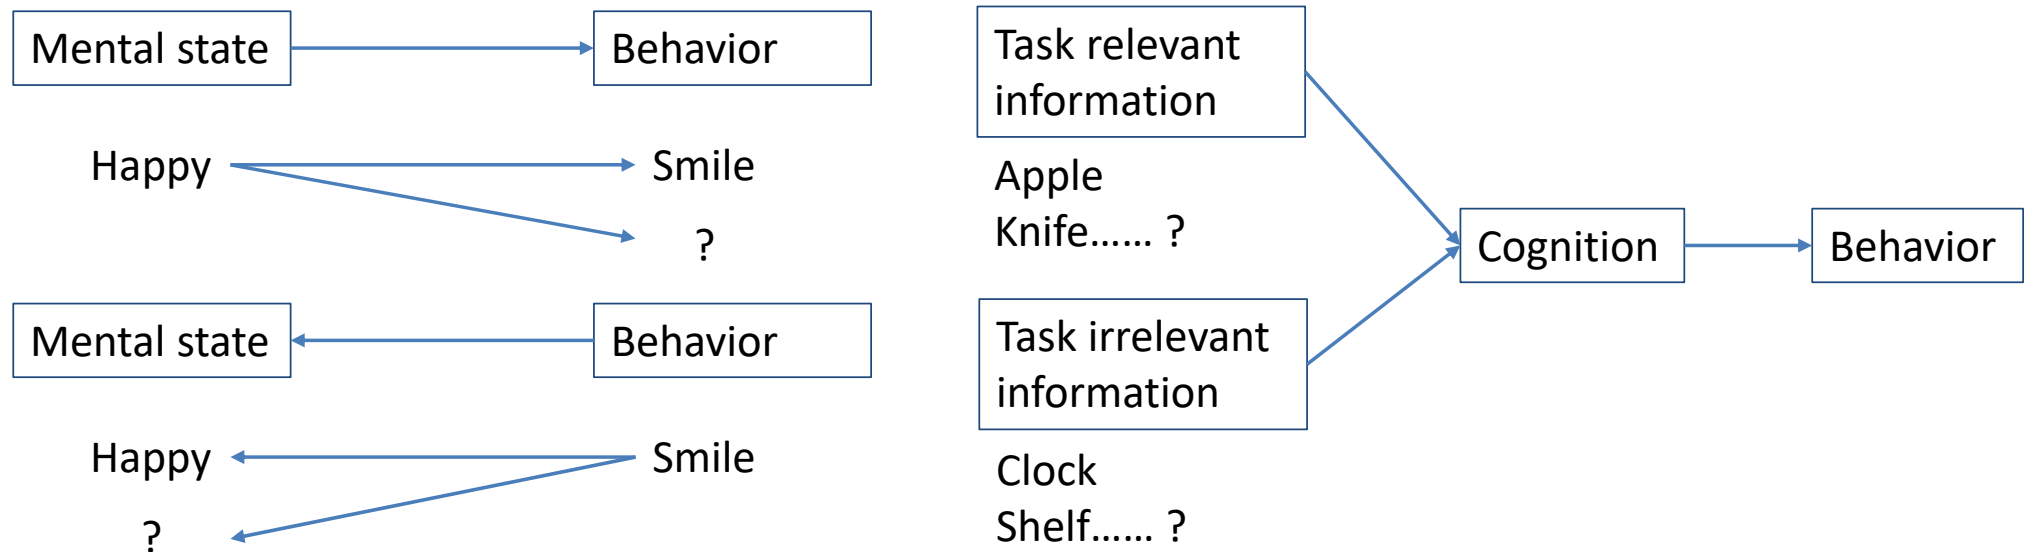 Mental state
Behavior
Happy
Smile
?
Mental state
Behavior
Happy
Smile
?
Task relevant
information
Apple
Knife...... ?
Task irrelevant
information
Clock
Shelf...... ?
Cognition
Behavior